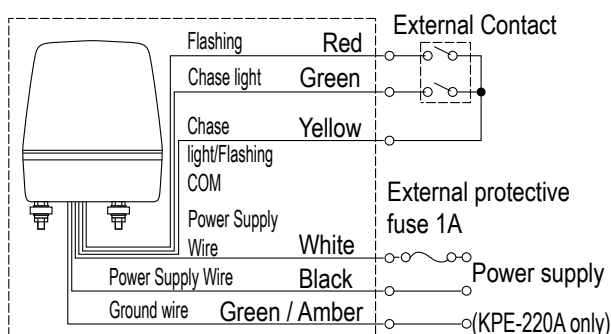 External Contact
Flashing Red
Chase light Green
Chase Yellow
light/Flashing
COM
External protective
fuse 1A
Power Supply
Wire White
Power supply
Power Supply Wire Black
Ground wire Green / Amber
(KPE-220A only)